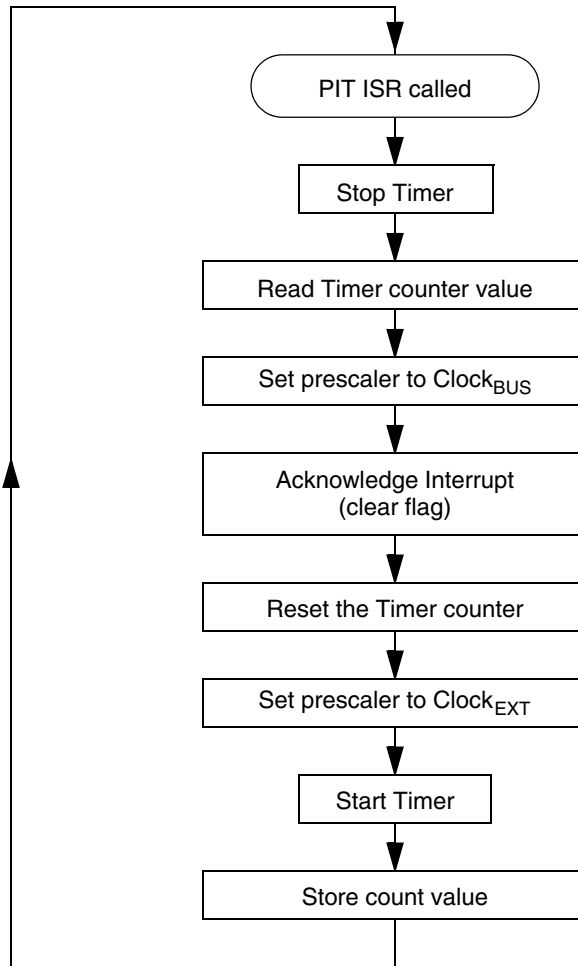 PIT ISR called
Stop Timer
Read Timer counter value
Set prescaler to ClockBUS
Acknowledge Interrupt
(clear flag)
Reset the Timer counter
Set prescaler to ClockEXT
Start Timer
Store count value